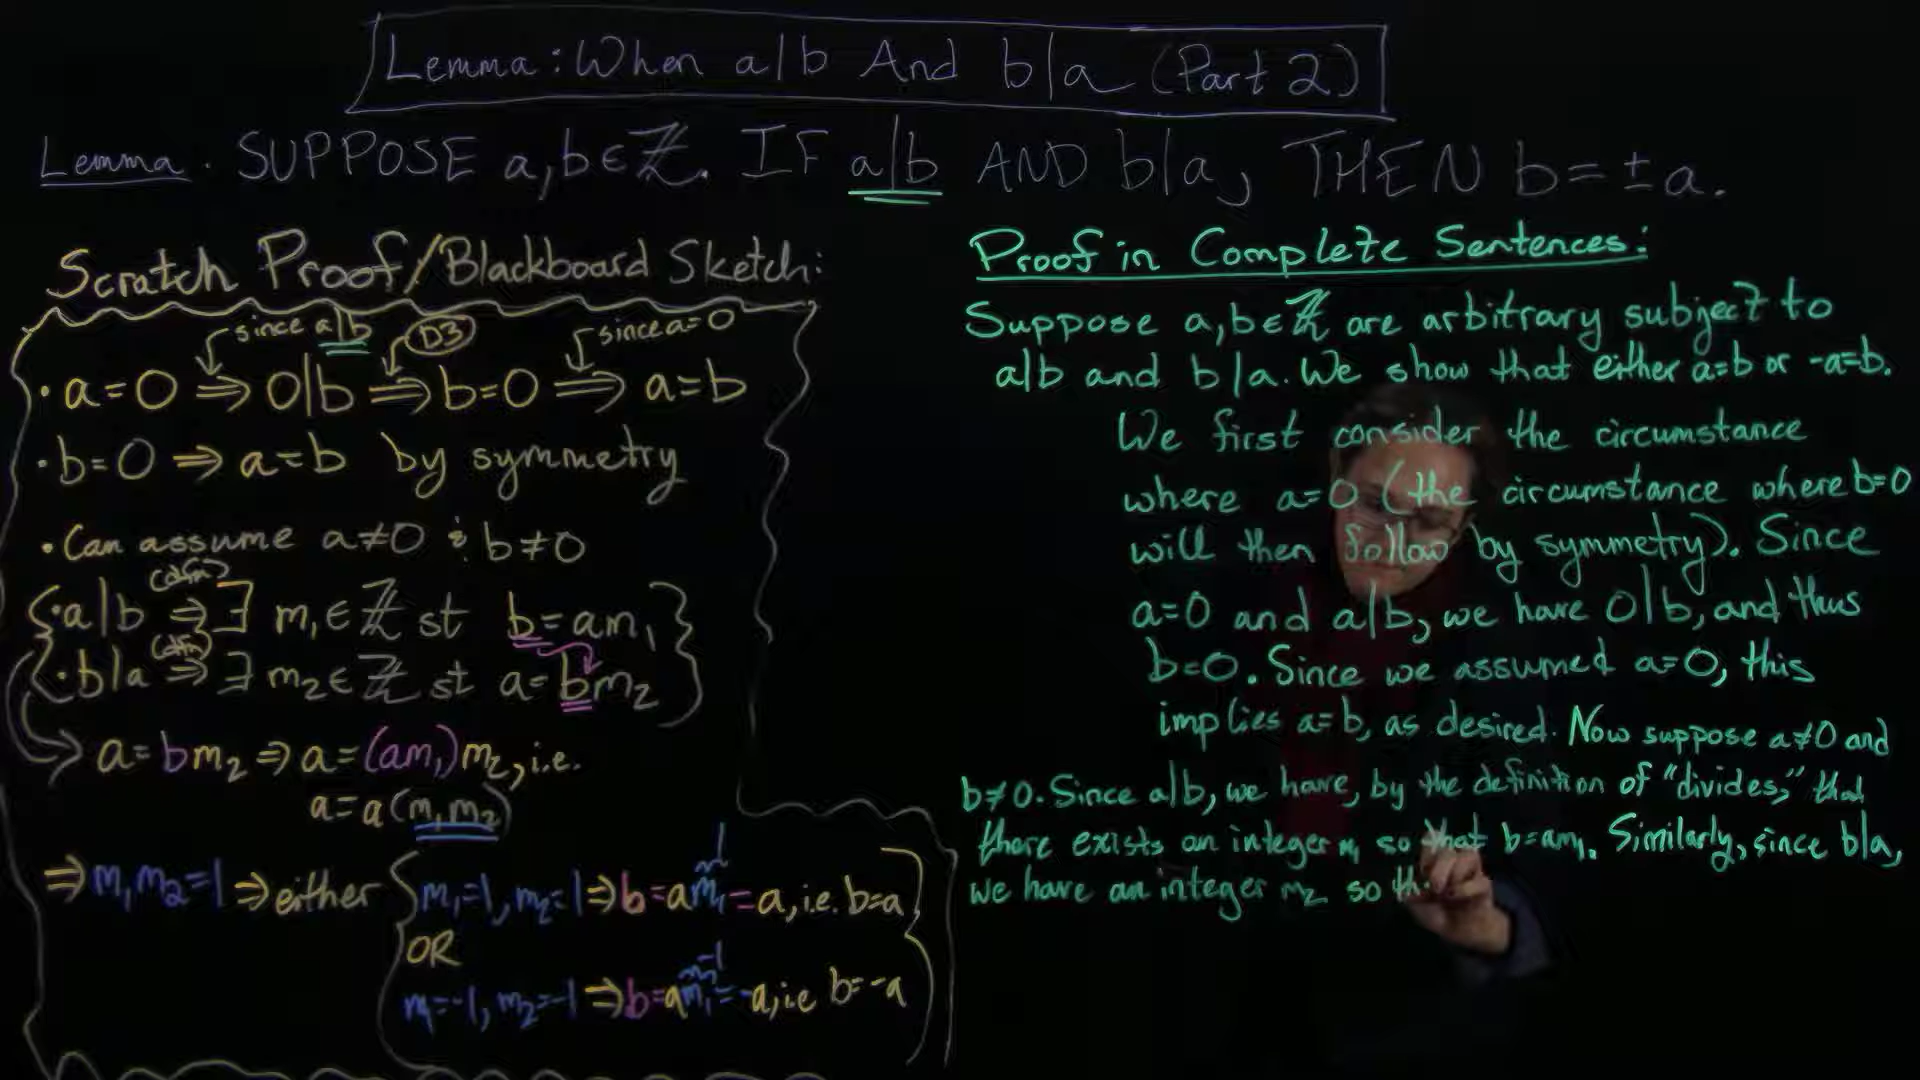 Lemma: When a|b And b|a (Part 2)
Lemma. SUPPOSE a,b∈ℤ. IF a|b AND b|a, THEN b=±a.
Scratch Proof/Blackboard Sketch:
since a|b D3 since a=0
• a=0 ⇒ 0|b ⇒ b=0 ⇒ a=b
• b=0 ⇒ a=b by symmetry
• Can assume a≠0 & b≠0
(dfn)
{• a|b ⇒ ∃ m₁∈ℤ st b=am₁}
(dfn)
{• b|a ⇒ ∃ m₂∈ℤ st a=bm₂}
→ a=bm₂ ⇒ a=(am₁)m₂, i.e.
a=a(m₁m₂)
⇒ m₁m₂=1 ⇒ either { m₁=1, m₂=1 ⇒ b=am₁=a, i.e. b=a
1
OR
-1
m₁=-1, m₂=-1 ⇒ b=am₁=-a, i.e b=-a
Proof in Complete Sentences:
Suppose a,b∈ℤ are arbitrary subject to
a|b and b|a. We show that either a=b or -a=b.
We first consider the circumstance
where a=0 (the circumstance where b=0
will then follow by symmetry). Since
a=0 and a|b, we have 0|b, and thus
b=0. Since we assumed a=0, this
implies a=b, as desired. Now suppose a≠0 and
b≠0. Since a|b, we have, by the definition of "divides," that
there exists an integer m₁ so that b=am₁. Similarly, since b|a,
we have an integer m₂ so th